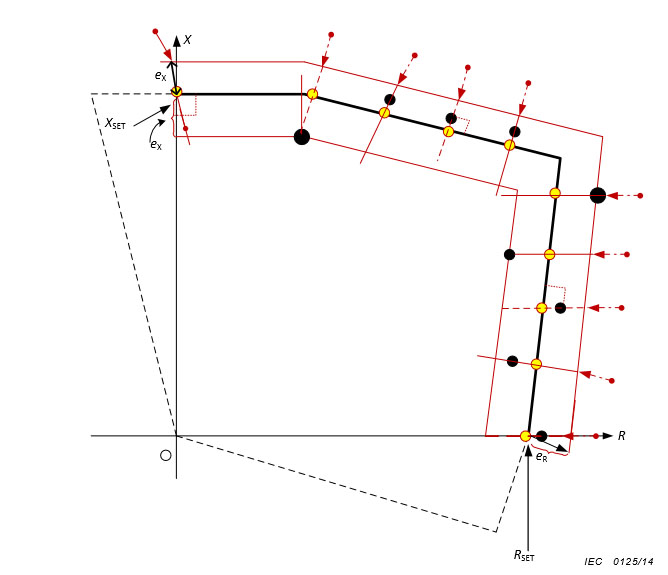 X
eX
XSET
eX
R
eR
RSET
IEC 0125/14